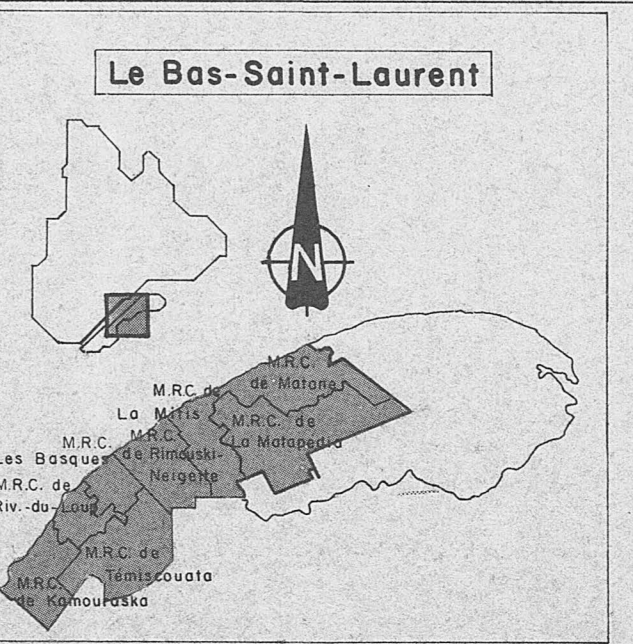 Le Bas-Saint-Laurent
N
M.R.C.
de Matane
M.R.C. de
La Mitis
M.R.C. de
La Matapédia
M.R.C.
de Rimouski-
Neigette
M.R.C.
Les Basques
M.R.C. de
Riv.-du-Loup
M.R.C. de
Témiscouata
M.R.C.
de Kamouraska